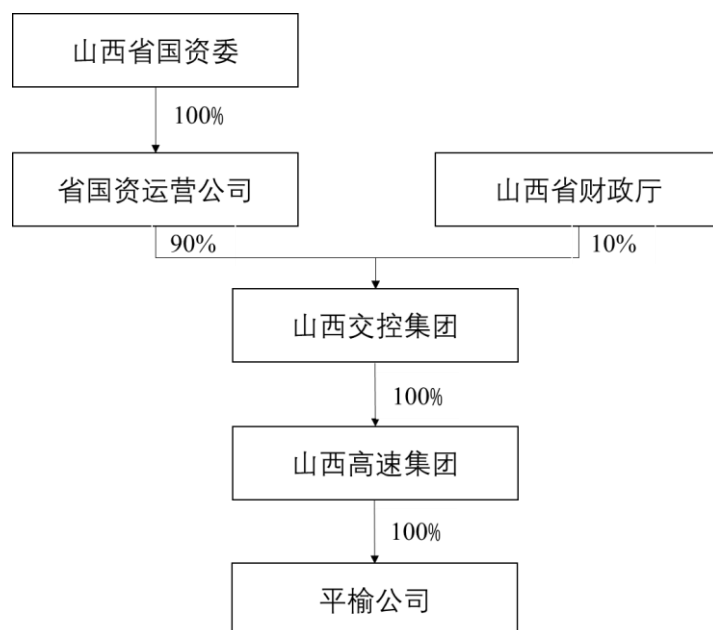 山西省国资委
100%
省国资运营公司
山西省财政厅
90%
10%
山西交控集团
100%
山西高速集团
100%
平榆公司